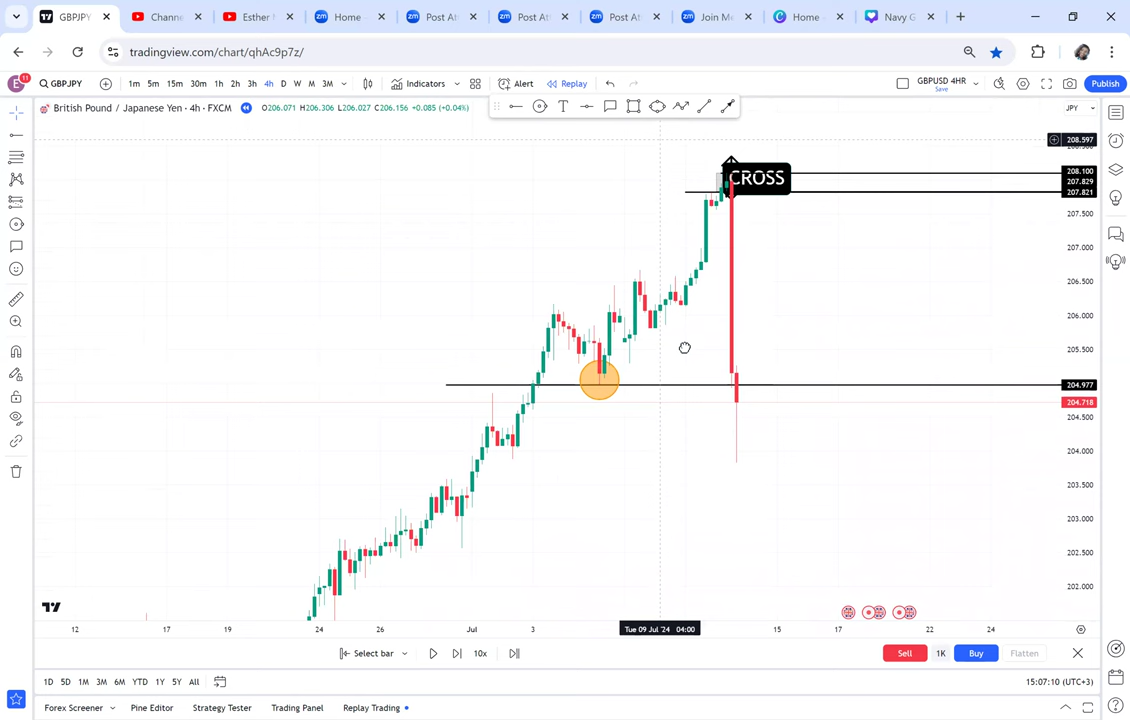 GBPJPY
Channe
Esther
Home -
Post At
Post At
Post At
Join Me
Home -
Navy G
tradingview.com/chart/qhAc9p7z/
E 11 GBPJPY 1m 5m 15m 30m 1h 2h 3h 4h D W M 3M Indicators Alert Replay GBPUSD 4HR Save Publish
British Pound / Japanese Yen · 4h · FXCM O206.071 H206.306 L206.027 C206.156 +0.085 (+0.04%) JPY
208.597
208.500
208.100
CROSS
207.829
207.821
207.500
207.000
206.500
206.000
205.500
204.977
204.718
204.500
204.000
203.500
203.000
202.500
202.000
12 17 19 24 26 Jul 3 Tue 09 Jul '24 04:00 15 17 22 24
Select bar 10x Sell 1K Buy Flatten
1D 5D 1M 3M 6M YTD 1Y 5Y All 15:07:10 (UTC+3)
Forex Screener Pine Editor Strategy Tester Trading Panel Replay Trading